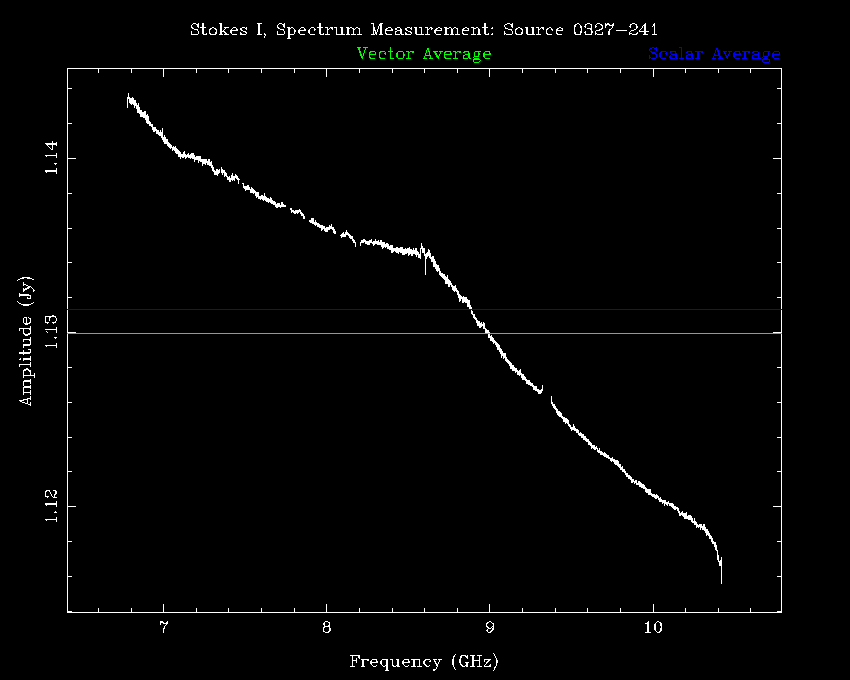 Stokes I, Spectrum Measurement: Source 0327-241
Vector Average Scalar Average
1.14
1.13
1.12
Amplitude (Jy)
7 8 9 10
Frequency (GHz)